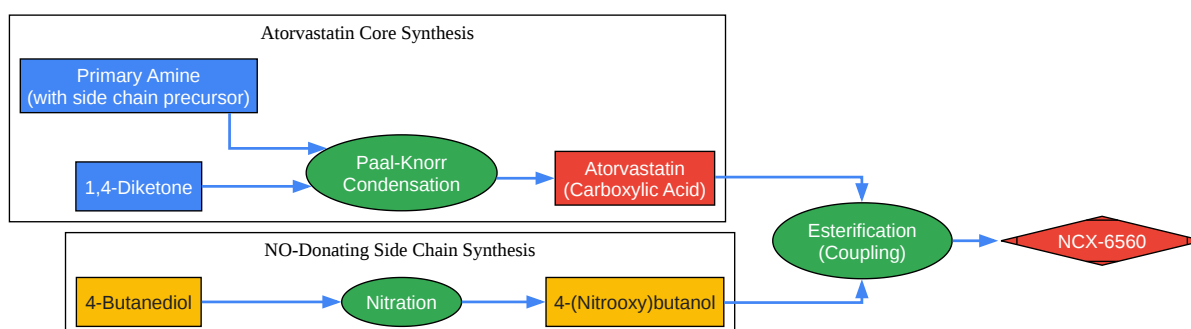 Atorvastatin Core Synthesis
Primary Amine
(with side chain precursor)
1,4-Diketone
Paal-Knorr
Condensation
Atorvastatin
(Carboxylic Acid)
Esterification
(Coupling)
NCX-6560
NO-Donating Side Chain Synthesis
4-Butanediol
Nitration
4-(Nitrooxy)butanol